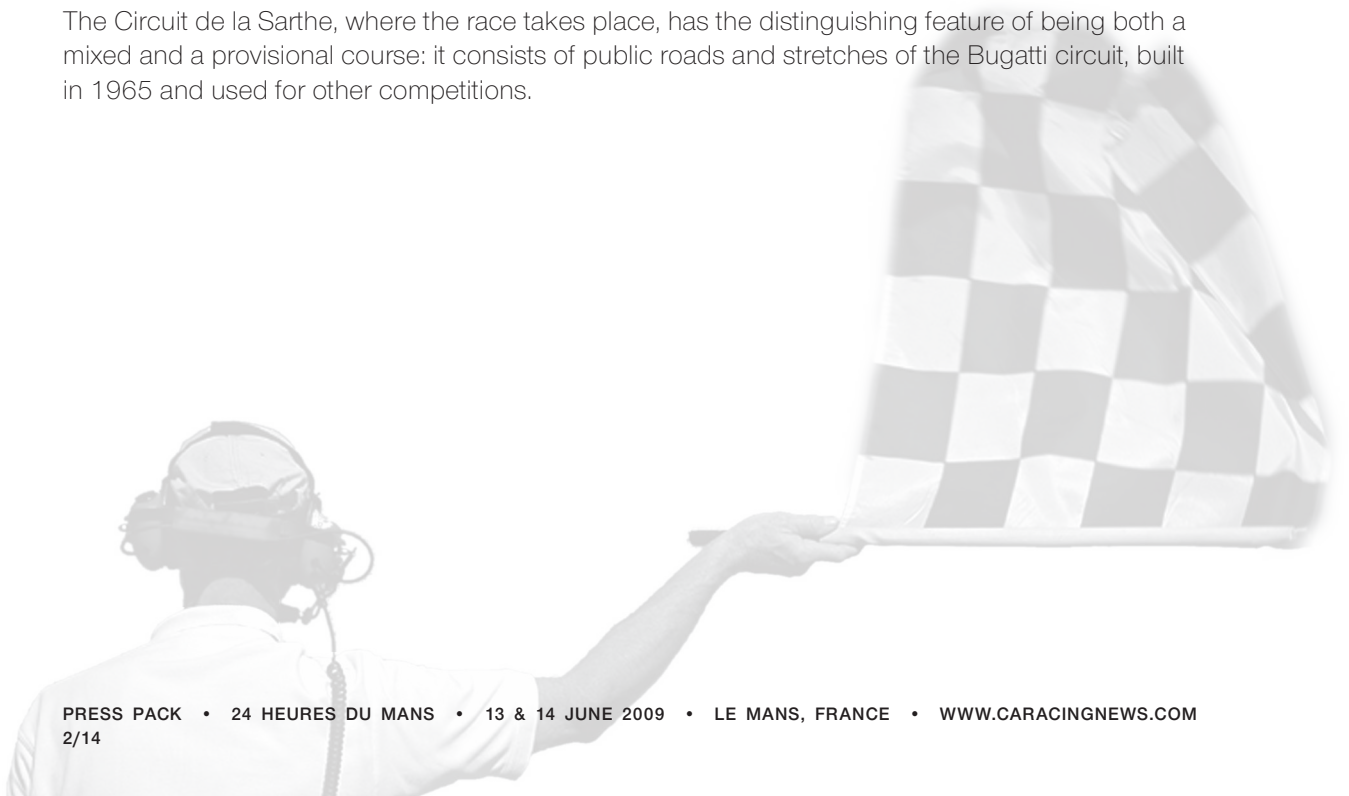 The Circuit de la Sarthe, where the race takes place, has the distinguishing feature of being both a
mixed and a provisional course: it consists of public roads and stretches of the Bugatti circuit, built
in 1965 and used for other competitions.
PRESS PACK • 24 HEURES DU MANS • 13 & 14 JUNE 2009 • LE MANS, FRANCE • WWW.CARACINGNEWS.COM
2/14